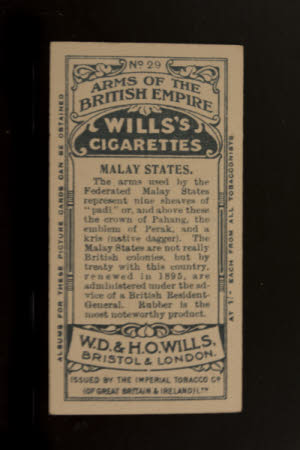 Nº 29
ARMS OF THE
BRITISH EMPIRE
WILLS'S
CIGARETTES
MALAY STATES.
The arms used by the
Federated Malay States
represent nine sheaves of
"padi" or, and above these
the crown of Pahang, the
emblem of Perak, and a
kris (native dagger). The
Malay States are not really
British colonies, but by
treaty with this country,
renewed in 1895, are
administered under the ad-
vice of a British Resident-
General. Rubber is the
most noteworthy product.
W.D. & H.O. WILLS,
BRISTOL & LONDON.
ISSUED BY THE IMPERIAL TOBACCO Cº
(OF GREAT BRITAIN & IRELAND), Lᵀᴰ
ALBUMS FOR THESE PICTURE CARDS CAN BE OBTAINED
AT 1/- EACH FROM ALL TOBACCONISTS.